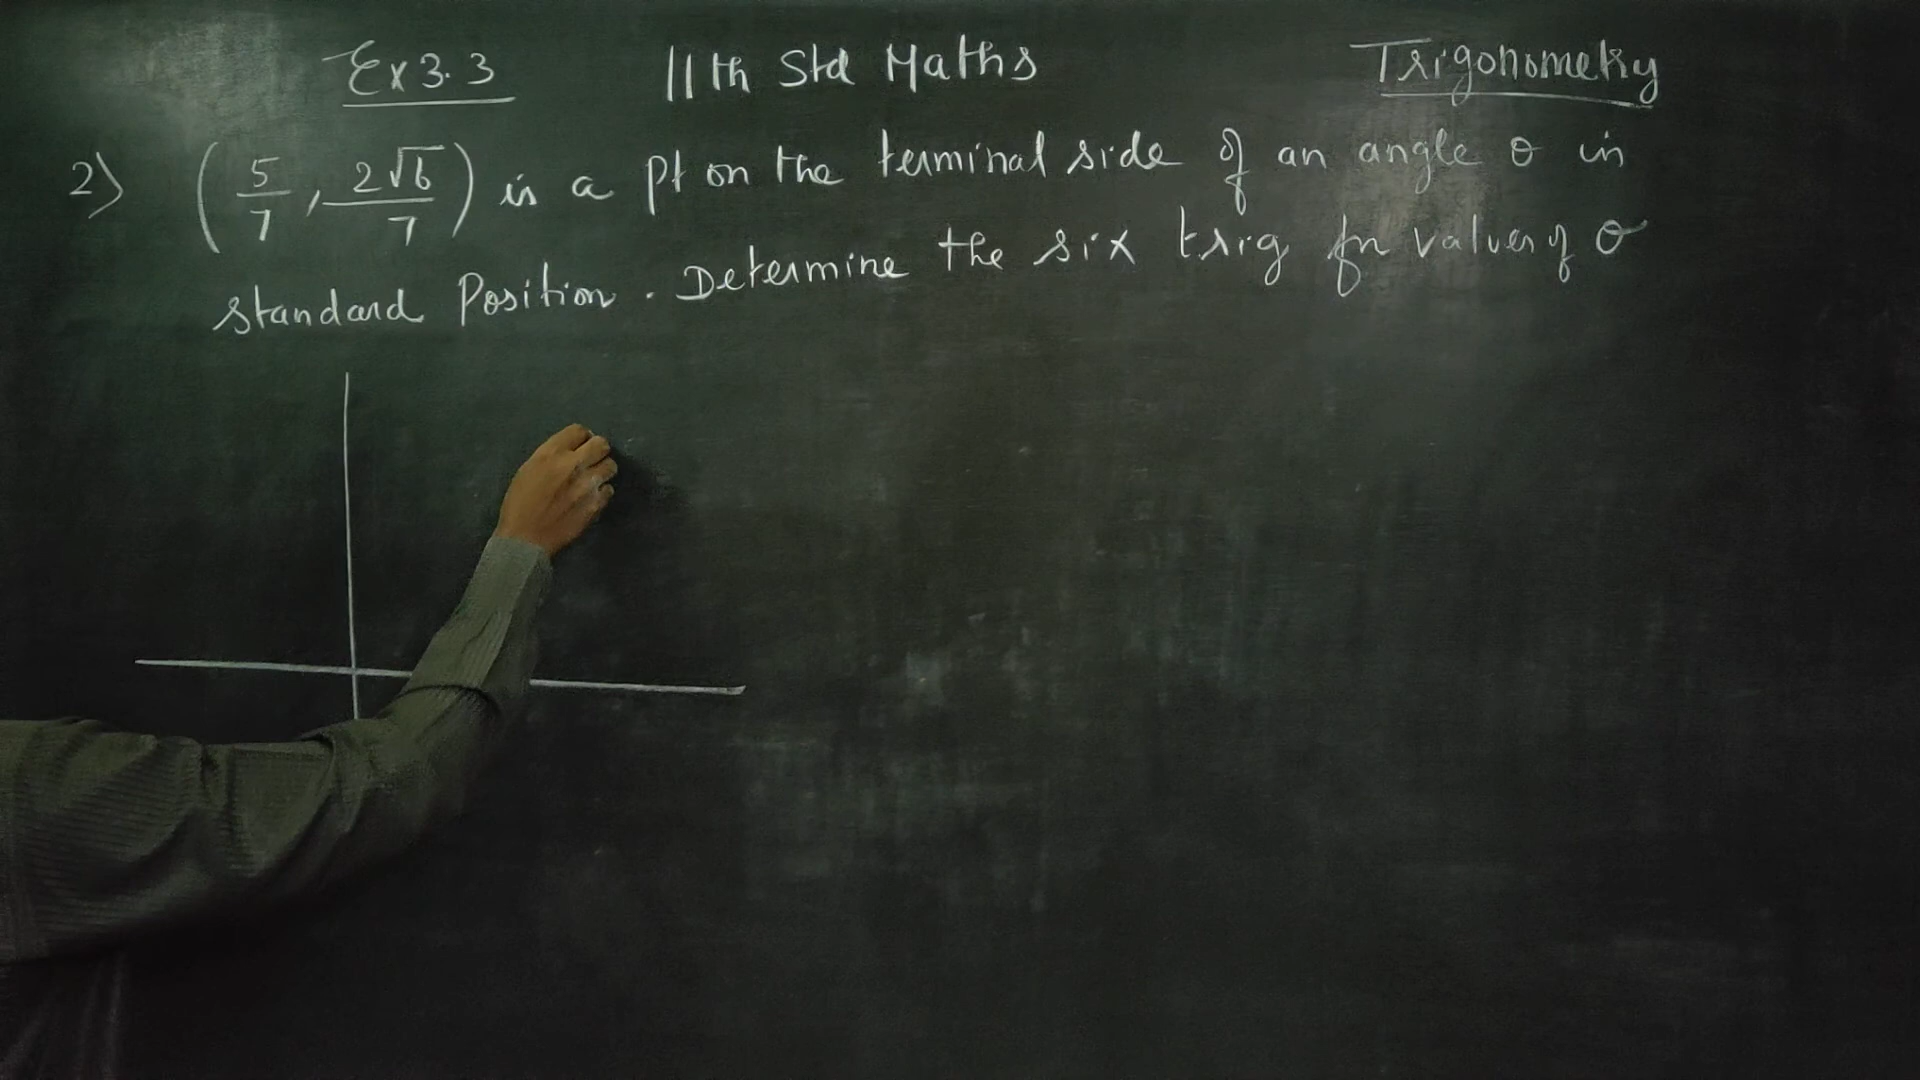 Ex 3.3 11th Std Maths Trigonometry
2) (5/7, 2√6/7) is a pt on the terminal side of an angle θ in
standard Position. Determine the six trig fn values of θ